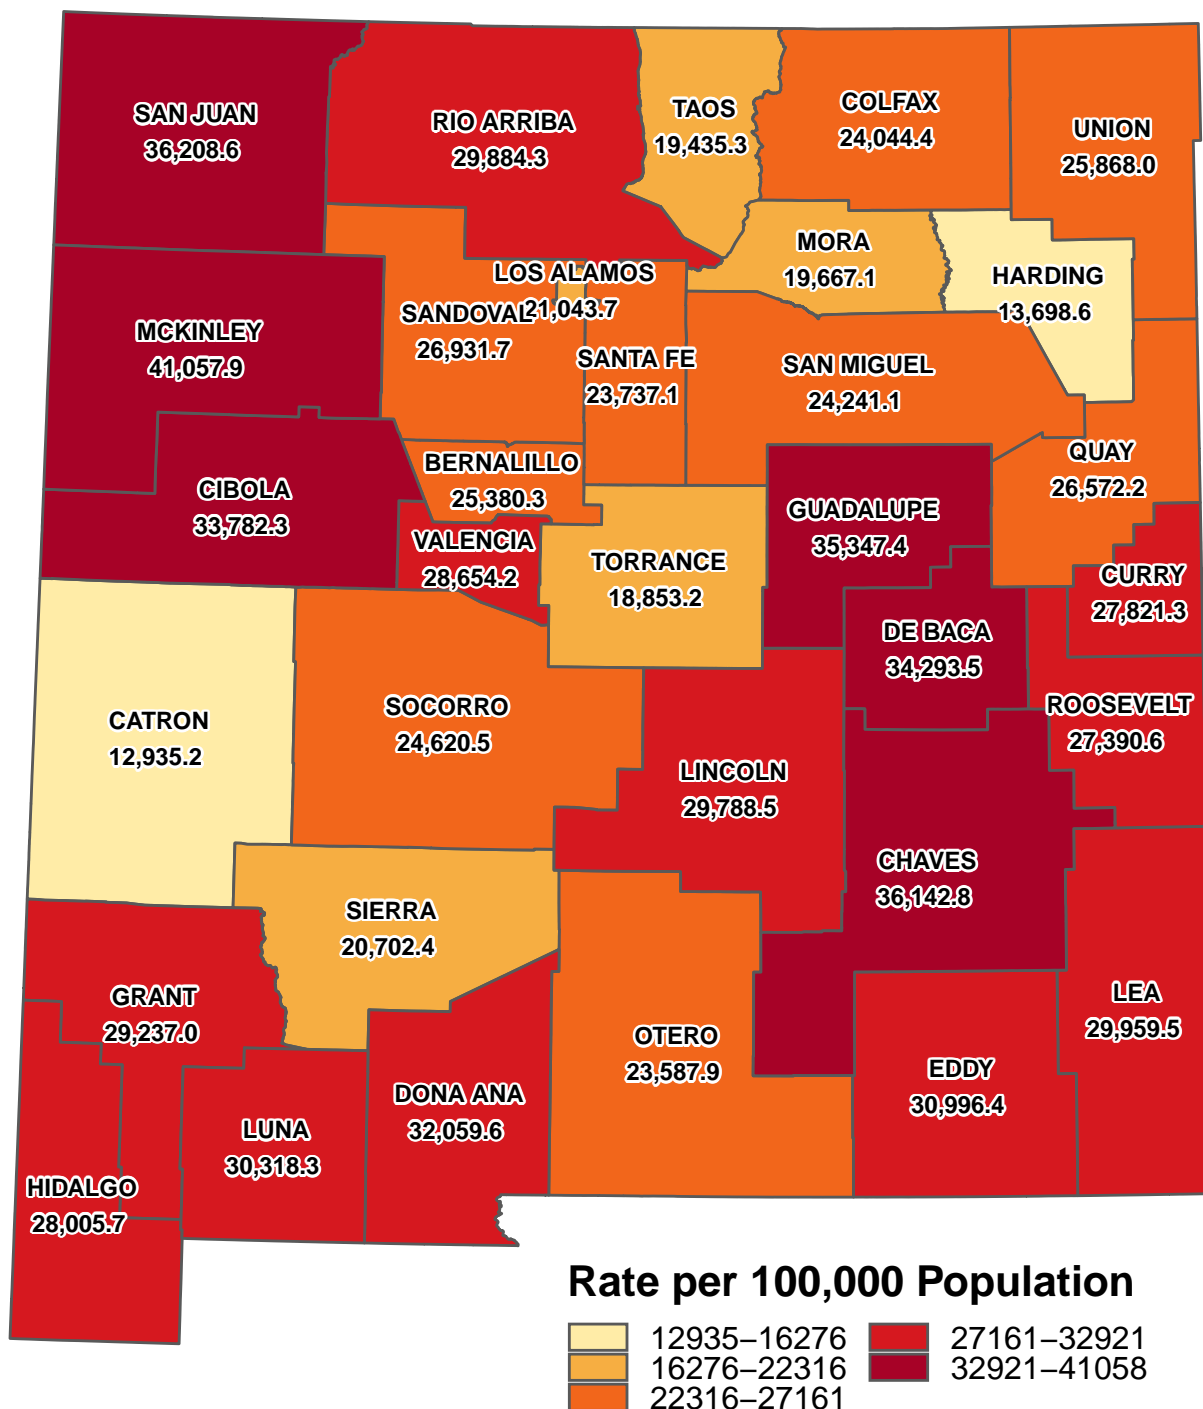 SAN JUAN
36,208.6
RIO ARRIBA
29,884.3
TAOS
19,435.3
COLFAX
24,044.4
UNION
25,868.0
MORA
19,667.1
HARDING
13,698.6
LOS ALAMOS
21,043.7
SANDOVAL
26,931.7
MCKINLEY
41,057.9
SANTA FE
23,737.1
SAN MIGUEL
24,241.1
QUAY
26,572.2
BERNALILLO
25,380.3
CIBOLA
33,782.3
GUADALUPE
35,347.4
VALENCIA
28,654.2
TORRANCE
18,853.2
CURRY
27,821.3
DE BACA
34,293.5
ROOSEVELT
27,390.6
CATRON
12,935.2
SOCORRO
24,620.5
LINCOLN
29,788.5
CHAVES
36,142.8
SIERRA
20,702.4
GRANT
29,237.0
LEA
29,959.5
OTERO
23,587.9
EDDY
30,996.4
DONA ANA
32,059.6
LUNA
30,318.3
HIDALGO
28,005.7
Rate per 100,000 Population
12935–16276
16276–22316
22316–27161
27161–32921
32921–41058